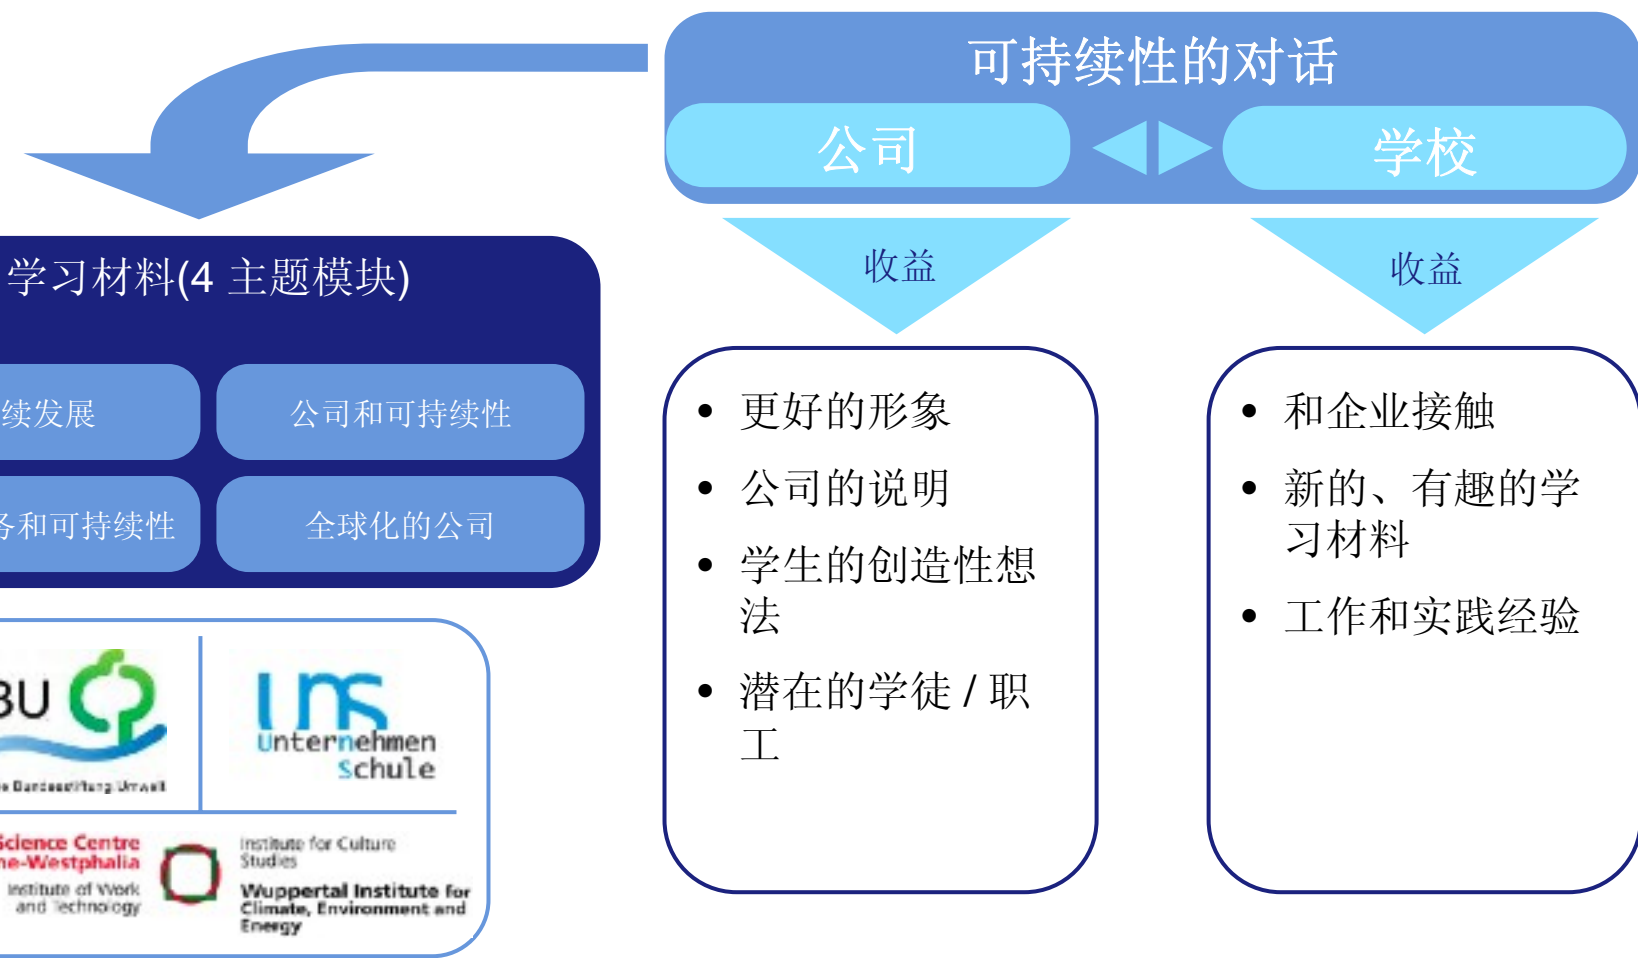 可持续性的对话
公司
学校
收益
收益
学习材料(4 主题模块)
续发展
公司和可持续性
务和可持续性
全球化的公司
• 更好的形象
• 公司的说明
• 学生的创造性想
法
• 潜在的学徒 / 职
工
• 和企业接触
• 新的、有趣的学
习材料
• 工作和实践经验
BU
Bundesstiftung Umwelt
uns
Unternehmen
Schule
Science Centre
ne-Westphalia
Institute of Work
and Technology
Institute for Culture
Studies
Wuppertal Institute for
Climate, Environment and
Energy